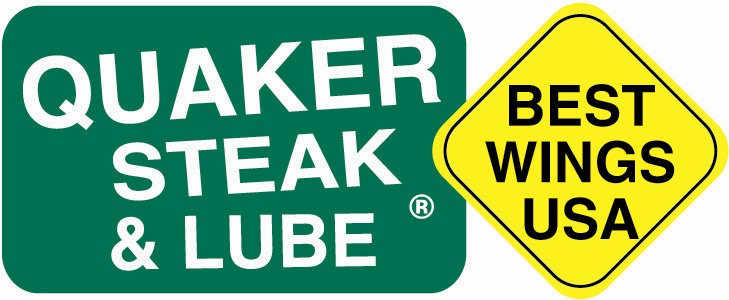 QUAKER
STEAK
& LUBE ®
BEST
WINGS
USA